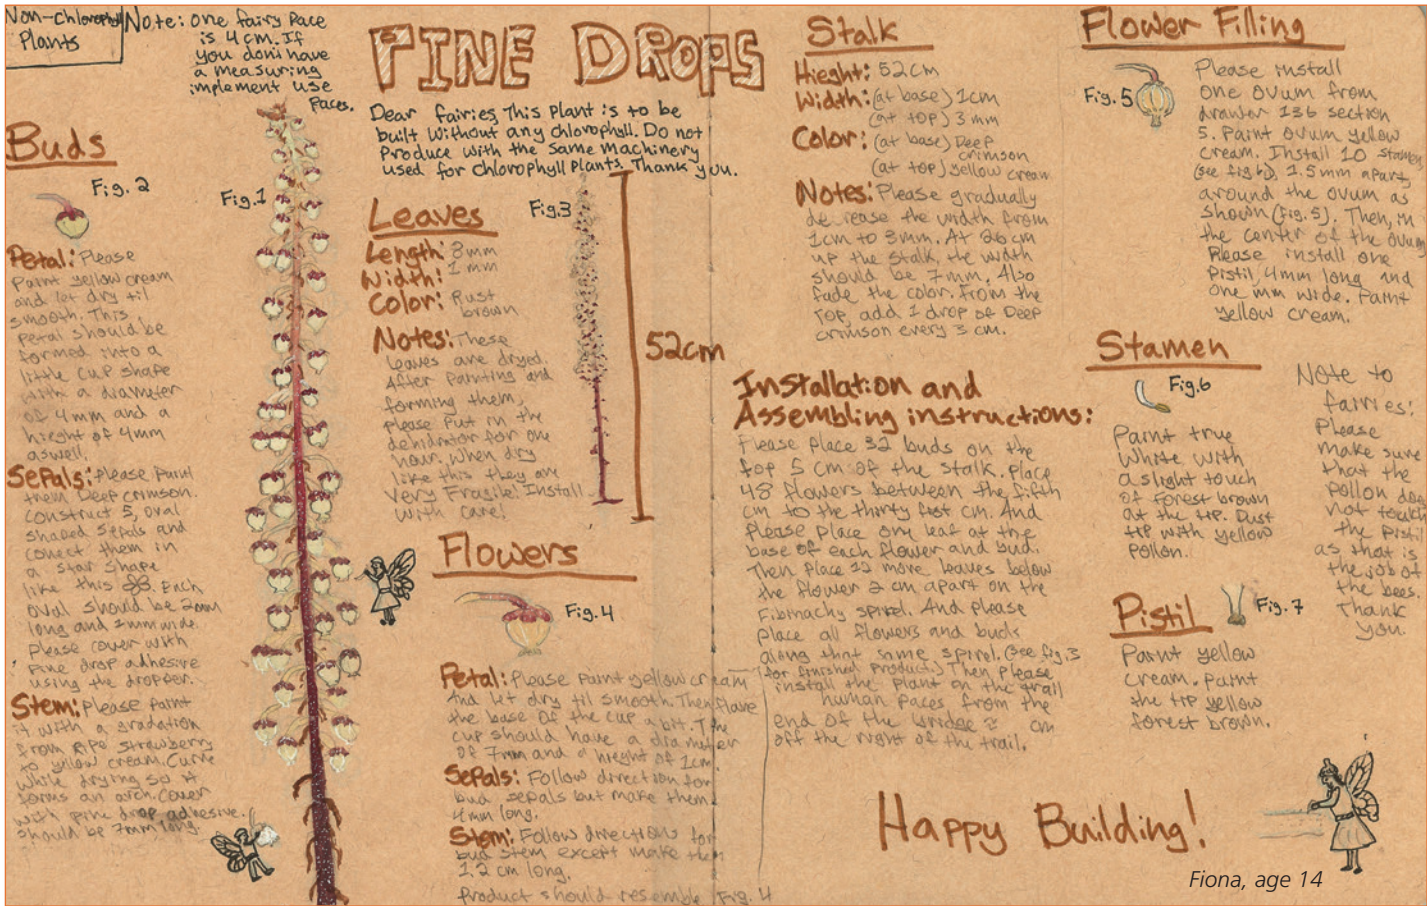 Non-Chlorophyll
Plants
Note: one fairy Pace
is 4cm. If
you don't have
a measuring
implement use
Paces.
PINE DROPS
Dear fairies, This Plant is to be
built without any chlorophyll. Do not
Produce with the same machinery
used for Chlorophyll Plants. Thank you.
Buds
Fig. 2
Petal: Please
Paint yellow cream
and let dry til
smooth. This
Petal should be
formed into a
little cup shape
with a diameter
of 4mm and a
hieght of 4mm
aswell.
Sepals: Please Paint
them Deep crimson.
Construct 5, oval
shaped Sepals and
conect them in
a star shape
like this. Each
oval should be 2mm
long and 1mm wide.
Please cover with
Pine drop adhesive
using the dropper.
Stem: Please Paint
it with a gradation
from Ripe Strawberry
to yellow cream. Curve
while drying so it
forms an arch. Cover
with pine drop adhesive.
should be 7mm long.
Fig.1
Leaves
Length: 8mm
Width: 1 mm
Color: Rust
brown
Notes: These
leaves are dryed.
After Painting and
forming them,
please Put in the
dehidrator for one
hour. When dry
like this they are
very Fragile! Install
with care!
Fig.3
52cm
Flowers
Fig.4
Petal: Please Paint yellow cream
And let dry til smooth. Then flare
the base of the cup a bit. The
cup should have a diameter
of 7mm and a hieght of 1cm.
Sepals: Follow direction for
bud sepals but make them
4mm long.
Stem: Follow directions for
bud stem except make them
1.2 cm long.
Product should resemble Fig. 4
Stalk
Hieght: 52cm
Width: (at base) 1cm
(at top) 3 mm
Color: (at base) Deep
crimson
(at top) yellow cream
Notes: Please gradually
decrease the width from
1cm to 3mm. At 26 cm
up the stalk, the width
should be 7mm. Also
fade the color. From the
Top, add 1 drop of Deep
crimson every 3 cm.
Installation and
Assembling instructions:
Please Place 32 buds on the
top 5 cm of the stalk. Place
48 flowers between the fifth
cm to the thirty fist cm. And
Please Place one leaf at the
base of each flower and bud.
Then Place 12 more leaves below
the flower 2 cm apart on the
Fibinachy spirel. And please
Place all flowers and buds
along that same spirel. (See fig.3
for finished Product.) Then Please
install the Plant on the trail
human Paces from the
end of the bridge 2 cm
off the right of the trail.
Flower Filling
Fig.5
Please install
one ovum from
drawer 136 section
5. Paint ovum yellow
cream. Install 10 stamen,
(see fig.6), 1.5mm apart,
around the ovum as
shown (Fig.5). Then, in
the center of the ovum
Please install one
Pistil, 4mm long and
one mm wide. Paint
yellow cream.
Stamen
Fig.6
Paint true
white with
a slight touch
of Forest brown
at the tip. Dust
tip with yellow
Pollon.
Note to
fairies:
Please
make sure
that the
Pollon does
not touch
the Pistil
as that is
the job of
the bees.
Thank
you.
Pistil
Fig.7
Paint yellow
cream. Paint
the tip yellow
forest brown.
Happy Building!
Fiona, age 14